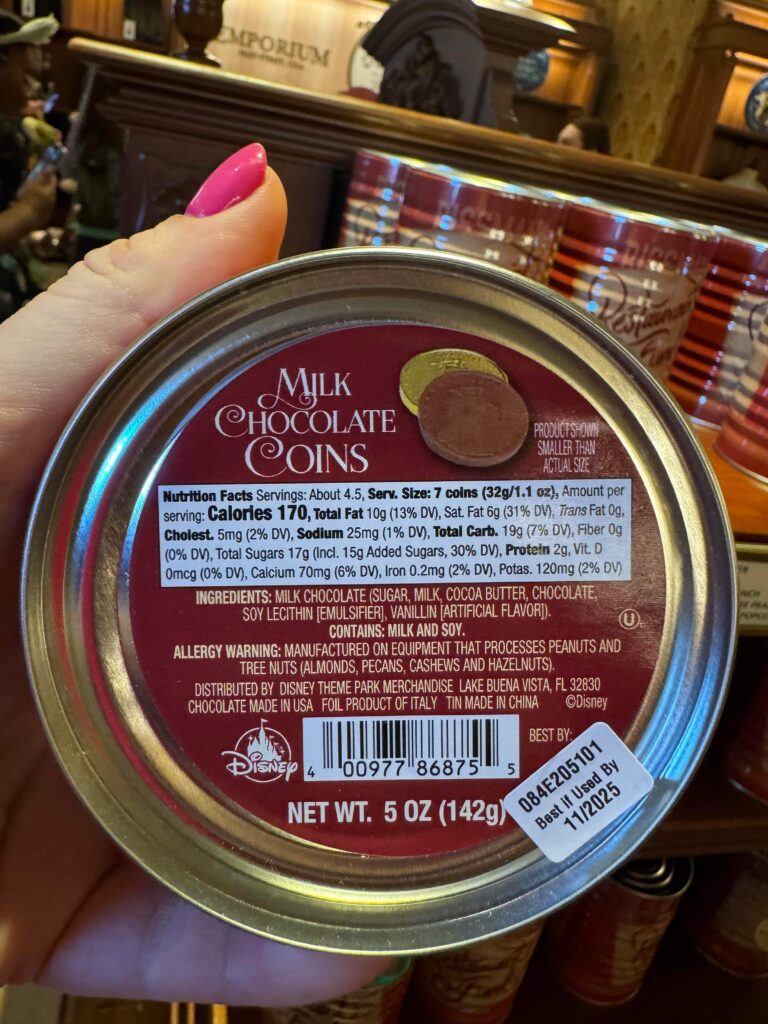 EMPORIUM
MILK
CHOCOLATE
COINS
PRODUCT SHOWN
SMALLER THAN
ACTUAL SIZE
Nutrition Facts Servings: About 4.5, Serv. Size: 7 coins (32g/1.1 oz), Amount per
serving: Calories 170, Total Fat 10g (13% DV), Sat. Fat 6g (31% DV), Trans Fat 0g,
Cholest. 5mg (2% DV), Sodium 25mg (1% DV), Total Carb. 19g (7% DV), Fiber 0g
(0% DV), Total Sugars 17g (Incl. 15g Added Sugars, 30% DV), Protein 2g, Vit. D
0mcg (0% DV), Calcium 70mg (6% DV), Iron 0.2mg (2% DV), Potas. 120mg (2% DV)
INGREDIENTS: MILK CHOCOLATE (SUGAR, MILK, COCOA BUTTER, CHOCOLATE,
SOY LECITHIN [EMULSIFIER], VANILLIN [ARTIFICIAL FLAVOR]).
CONTAINS: MILK AND SOY.
U
ALLERGY WARNING: MANUFACTURED ON EQUIPMENT THAT PROCESSES PEANUTS AND
TREE NUTS (ALMONDS, PECANS, CASHEWS AND HAZELNUTS).
DISTRIBUTED BY DISNEY THEME PARK MERCHANDISE LAKE BUENA VISTA, FL 32830
CHOCOLATE MADE IN USA FOIL PRODUCT OF ITALY TIN MADE IN CHINA ©Disney
Disney
4 00977 86875 5
BEST BY:
084E205101
Best if Used By
11/2025
NET WT. 5 OZ (142g)